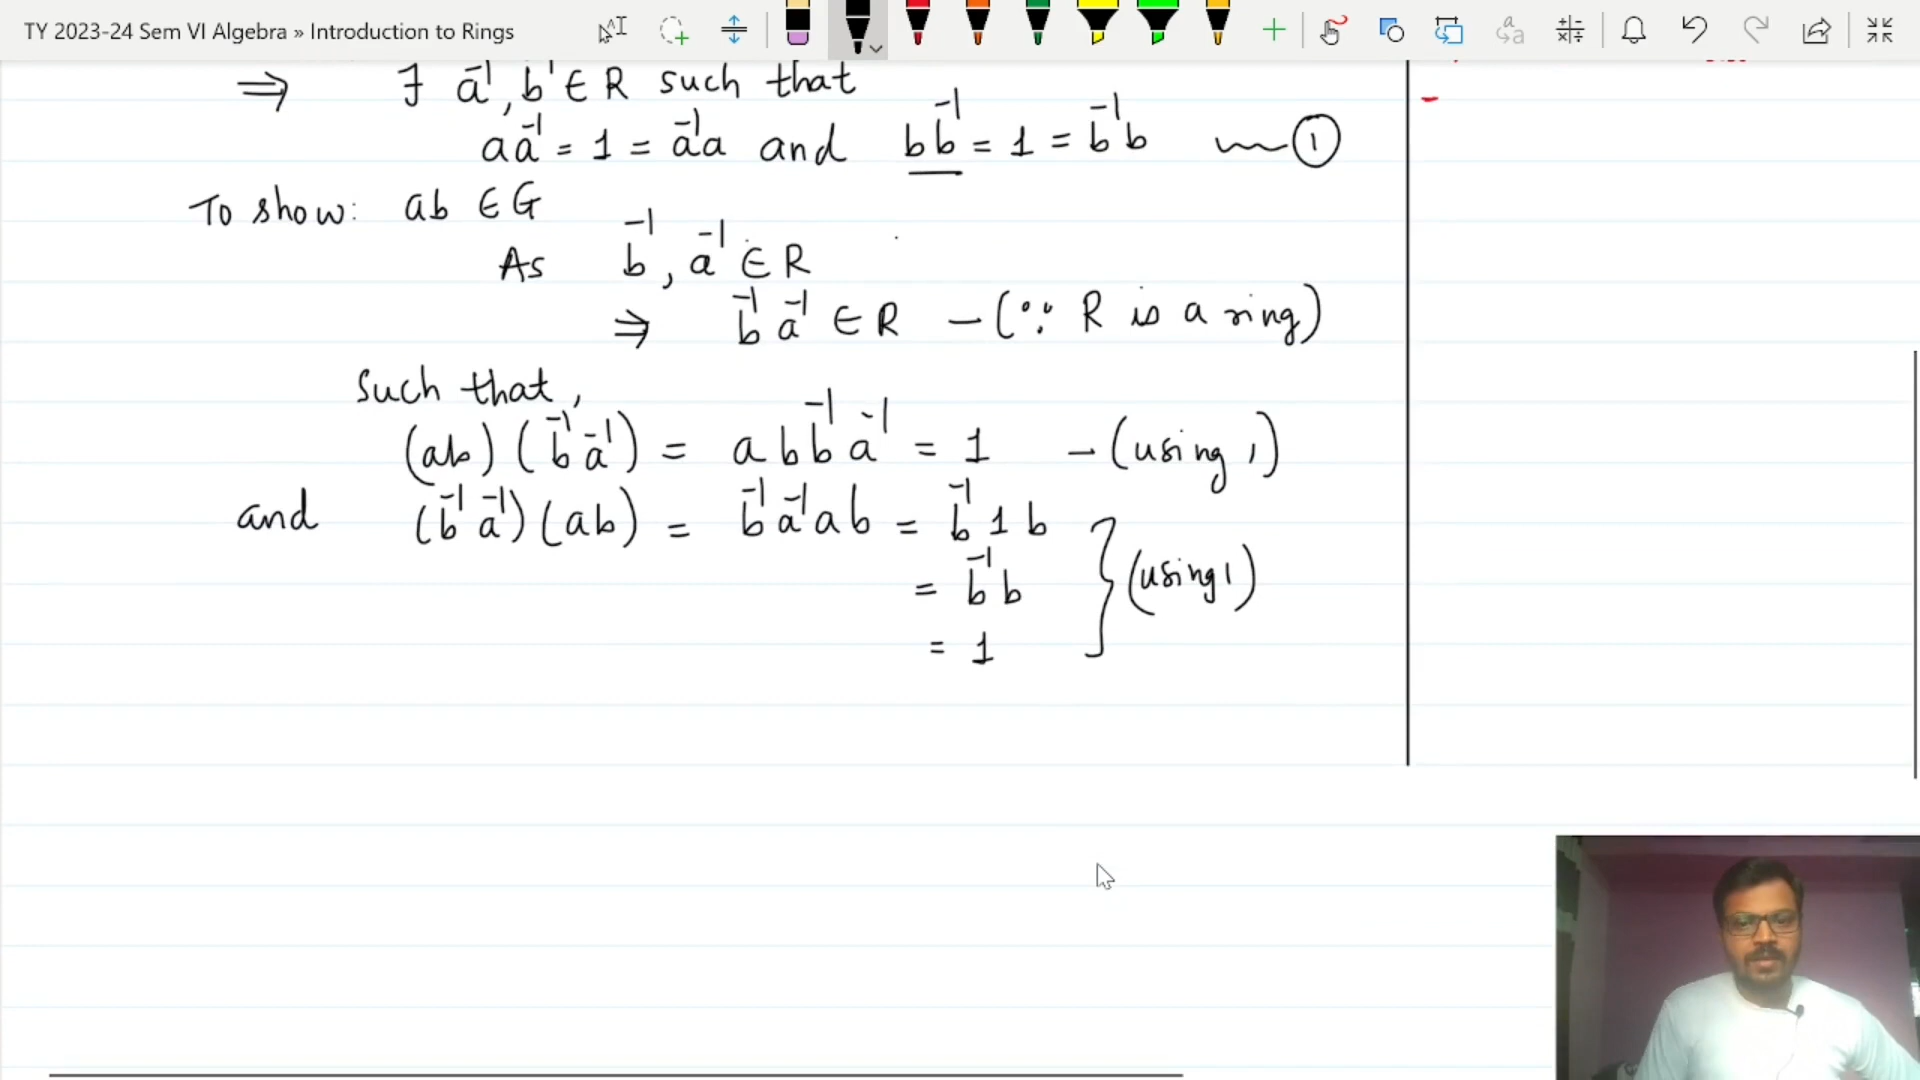 TY 2023-24 Sem VI Algebra » Introduction to Rings
⇒ ∃ a⁻¹, b⁻¹ ∈ R such that
aa⁻¹ = 1 = a⁻¹a and bb⁻¹ = 1 = b⁻¹b ①
To show: ab ∈ G
As b⁻¹, a⁻¹ ∈ R
⇒ b⁻¹a⁻¹ ∈ R – (∵ R is a ring)
Such that,
(ab)(b⁻¹a⁻¹) = abb⁻¹a⁻¹ = 1 – (using 1)
and (b⁻¹a⁻¹)(ab) = b⁻¹a⁻¹ab = b⁻¹1b
= b⁻¹b } (using 1)
= 1